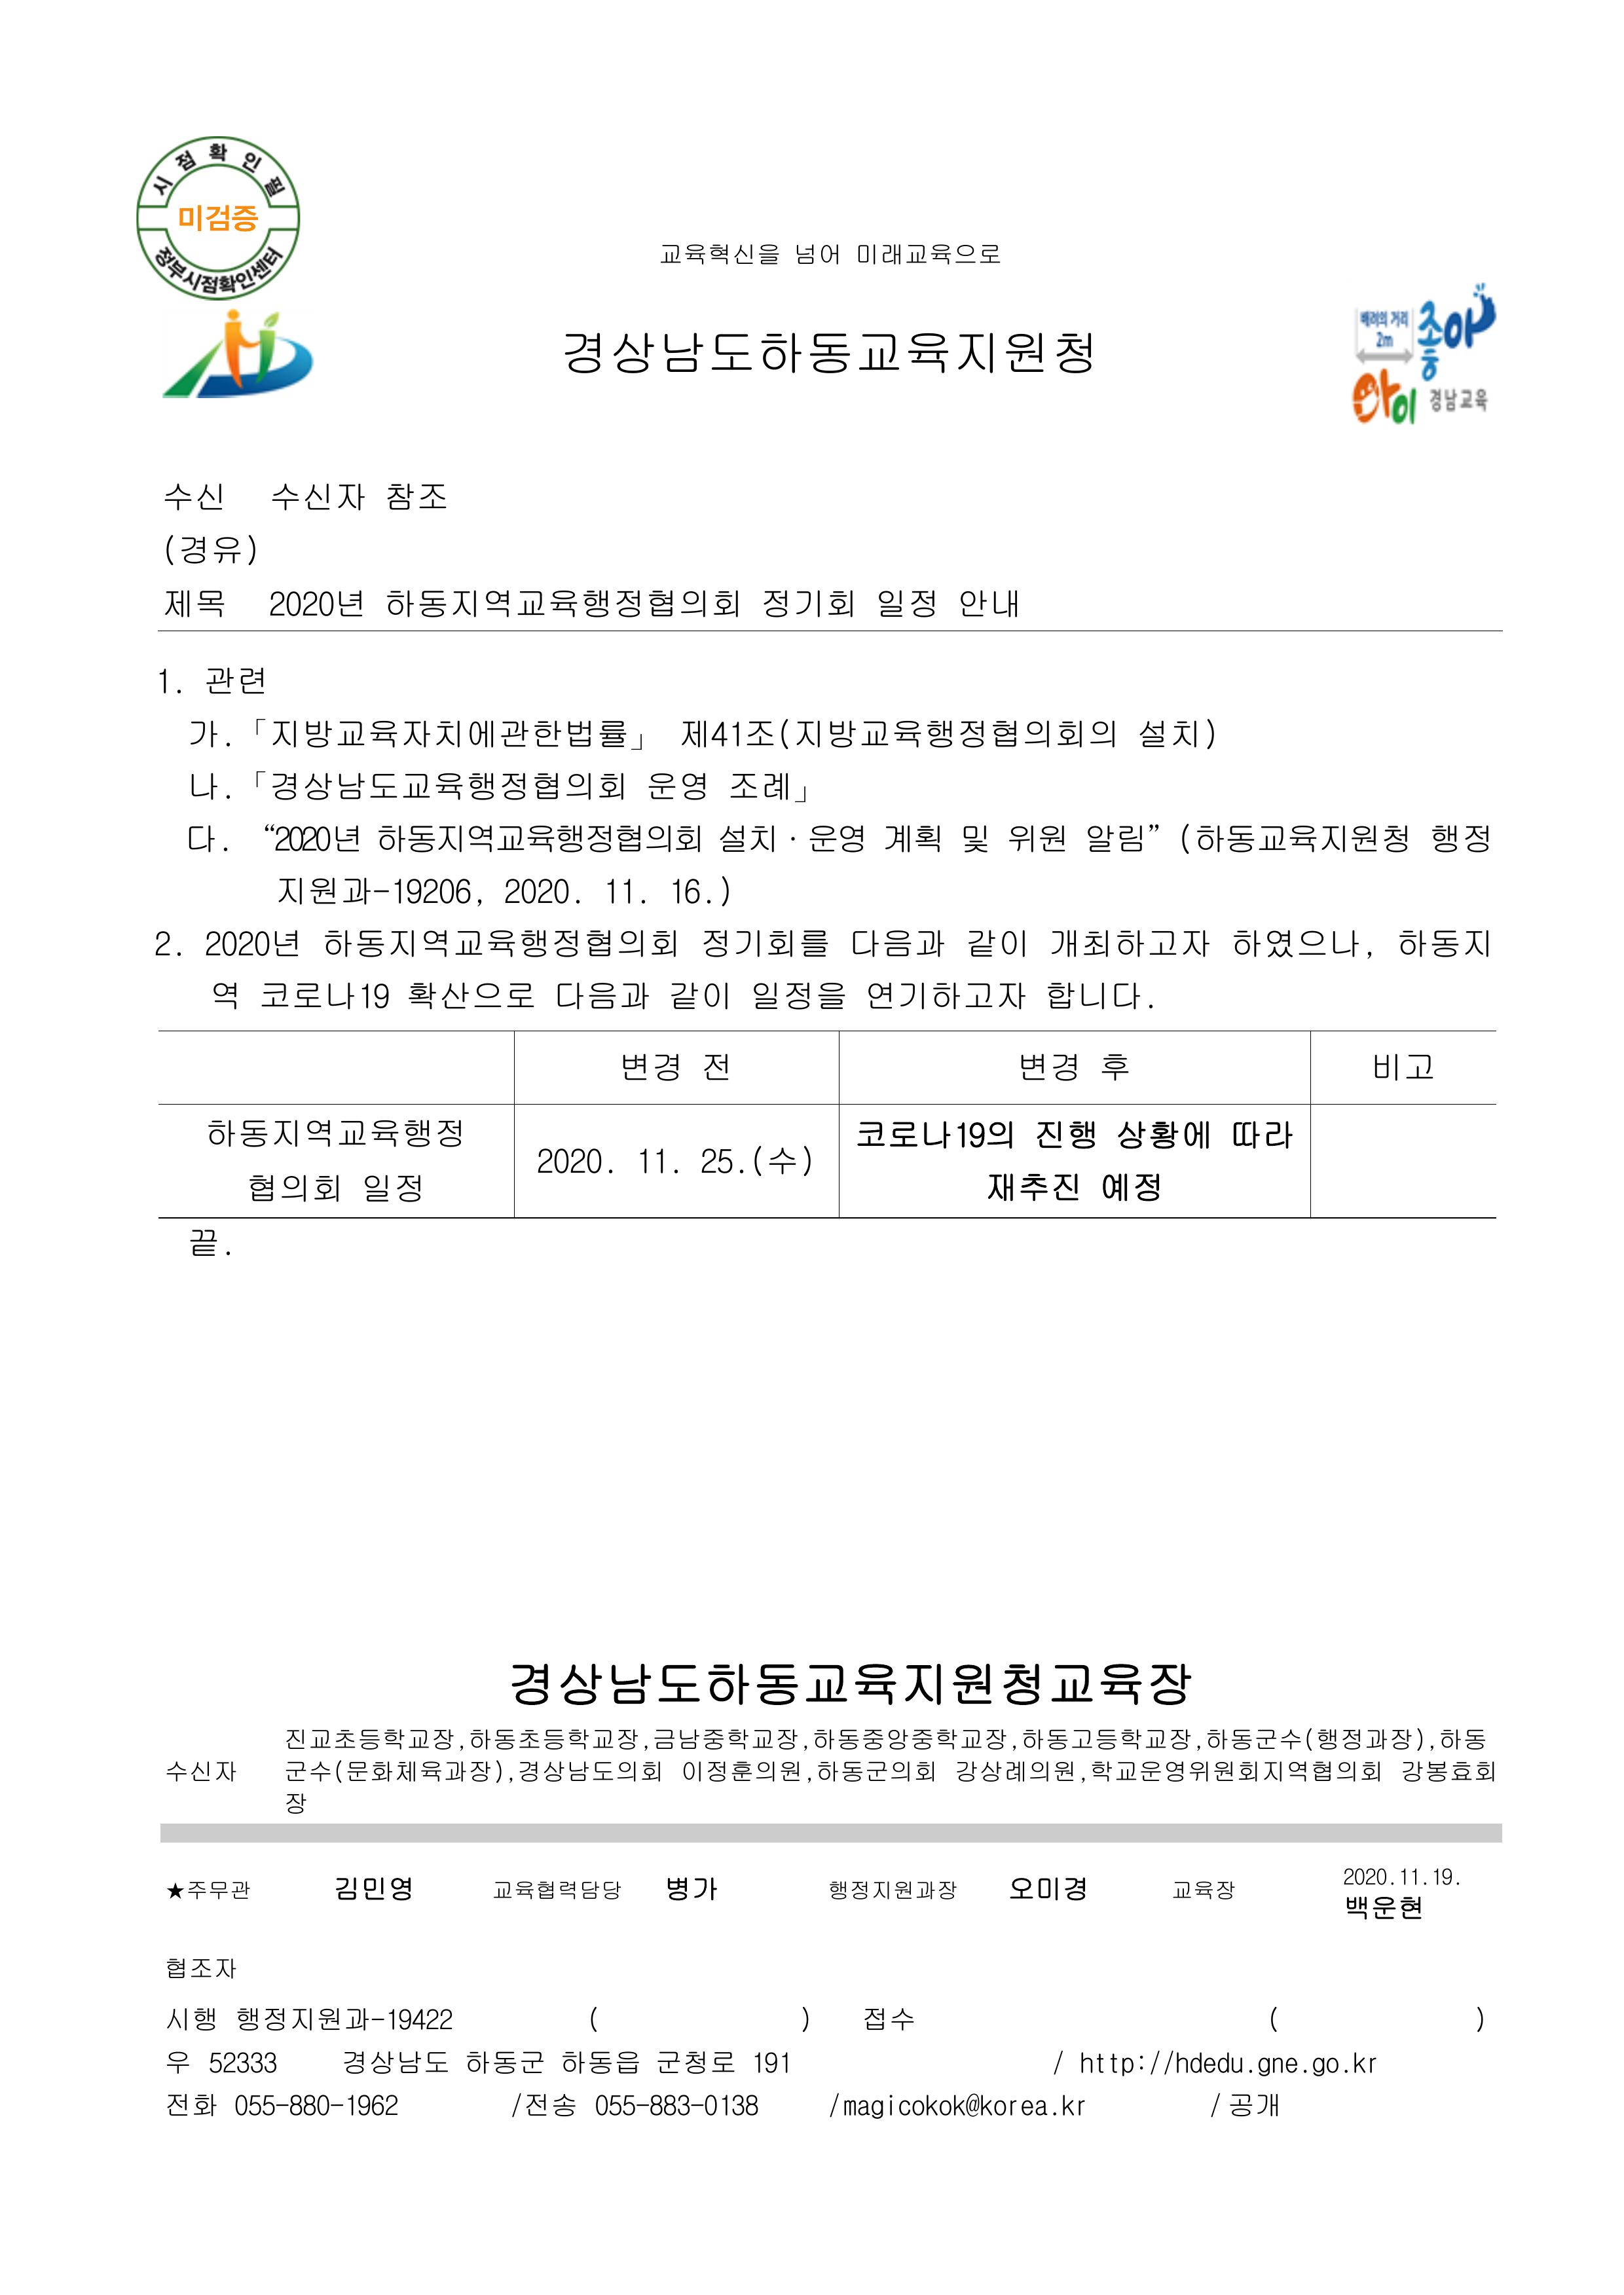 시점확인필
미검증
정부시점확인센터
교육혁신을 넘어 미래교육으로
경상남도하동교육지원청
배려의 거리
2m
좋아
아이 경남교육
수신 수신자 참조
(경유)
제목 2020년 하동지역교육행정협의회 정기회 일정 안내
1. 관련
가.「지방교육자치에관한법률」 제41조(지방교육행정협의회의 설치)
나.「경상남도교육행정협의회 운영 조례」
다. “2020년 하동지역교육행정협의회 설치·운영 계획 및 위원 알림”(하동교육지원청 행정
지원과-19206, 2020. 11. 16.)
2. 2020년 하동지역교육행정협의회 정기회를 다음과 같이 개최하고자 하였으나, 하동지
역 코로나19 확산으로 다음과 같이 일정을 연기하고자 합니다.
변경 전 변경 후 비고
하동지역교육행정
협의회 일정
2020. 11. 25.(수)
코로나19의 진행 상황에 따라
재추진 예정
끝.
경상남도하동교육지원청교육장
수신자
진교초등학교장,하동초등학교장,금남중학교장,하동중앙중학교장,하동고등학교장,하동군수(행정과장),하동
군수(문화체육과장),경상남도의회 이정훈의원,하동군의회 강상례의원,학교운영위원회지역협의회 강봉효회
장
★주무관 김민영 교육협력담당 병가 행정지원과장 오미경 교육장 2020.11.19.
백운현
협조자
시행 행정지원과-19422 ( ) 접수 ( )
우 52333 경상남도 하동군 하동읍 군청로 191 / http://hdedu.gne.go.kr
전화 055-880-1962 /전송 055-883-0138 /magicokok@korea.kr / 공개